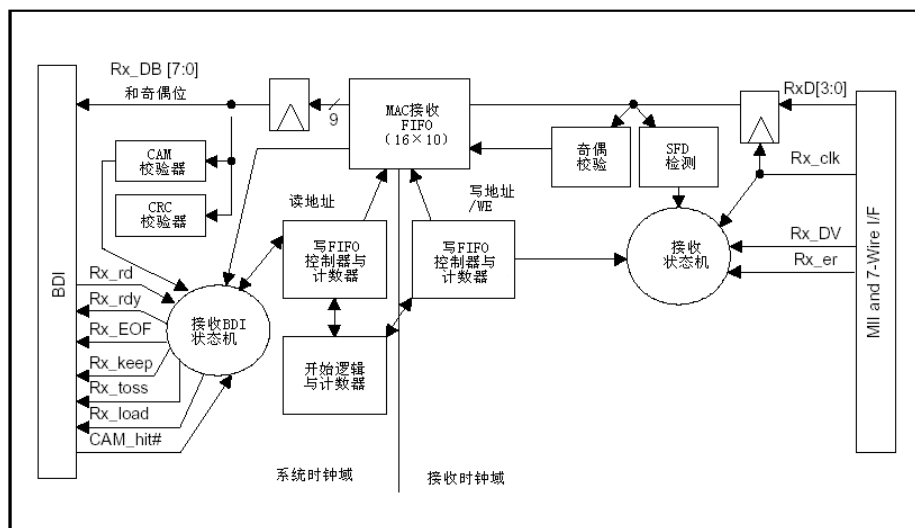 Rx_DB [7:0]
和奇偶位
9
MAC接收
FIFO
(16×10)
RxD[3:0]
奇偶
校验
SFD
检测
CAM
校验器
CRC
校验器
Rx_clk
读地址
写地址
/WE
写FIFO
控制器与
计数器
写FIFO
控制器与
计数器
接收
状态机
Rx_DV
Rx_er
MII and 7-Wire I/F
BDI
Rx_rd
Rx_rdy
Rx_EOF
Rx_keep
Rx_toss
Rx_load
CAM_hit#
接收BDI
状态机
开始逻辑
与计数器
系统时钟域
接收时钟域